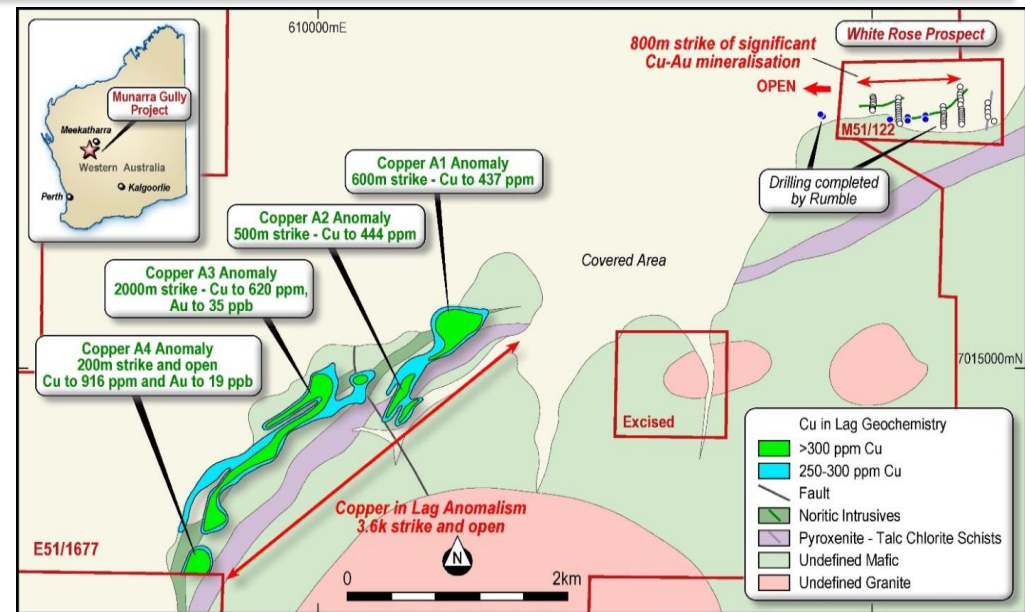 610000mE
Munarra Gully
Project
Meekatharra
Western Australia
Perth
Kalgoorlie
800m strike of significant
Cu-Au mineralisation
OPEN
White Rose Prospect
M51/122
Drilling completed
by Rumble
Copper A1 Anomaly
600m strike - Cu to 437 ppm
Copper A2 Anomaly
500m strike - Cu to 444 ppm
Copper A3 Anomaly
2000m strike - Cu to 620 ppm,
Au to 35 ppb
Copper A4 Anomaly
200m strike and open
Cu to 916 ppm and Au to 19 ppb
Covered Area
7015000mN
Excised
Copper in Lag Anomalism
3.6k strike and open
E51/1677
N
0 2km
Cu in Lag Geochemistry
>300 ppm Cu
250-300 ppm Cu
Fault
Noritic Intrusives
Pyroxenite - Talc Chlorite Schists
Undefined Mafic
Undefined Granite